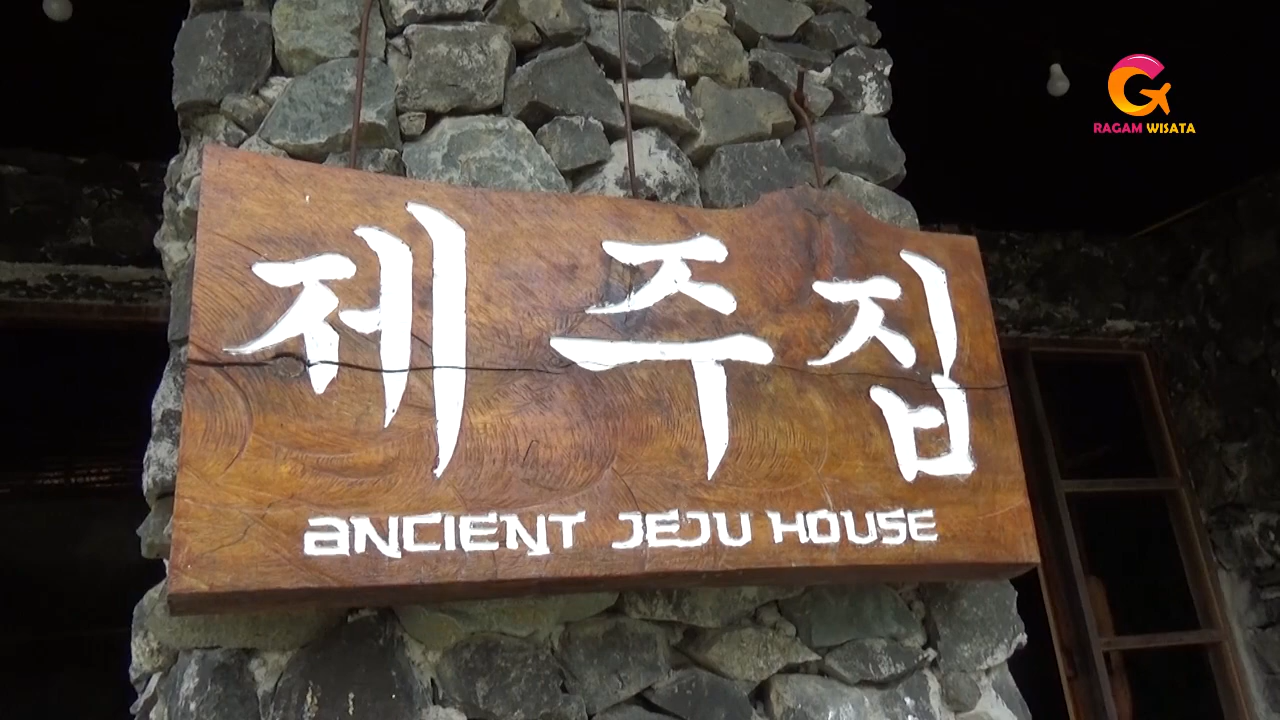 RAGAM WISATA
제주집
ANCIENT JEJU HOUSE